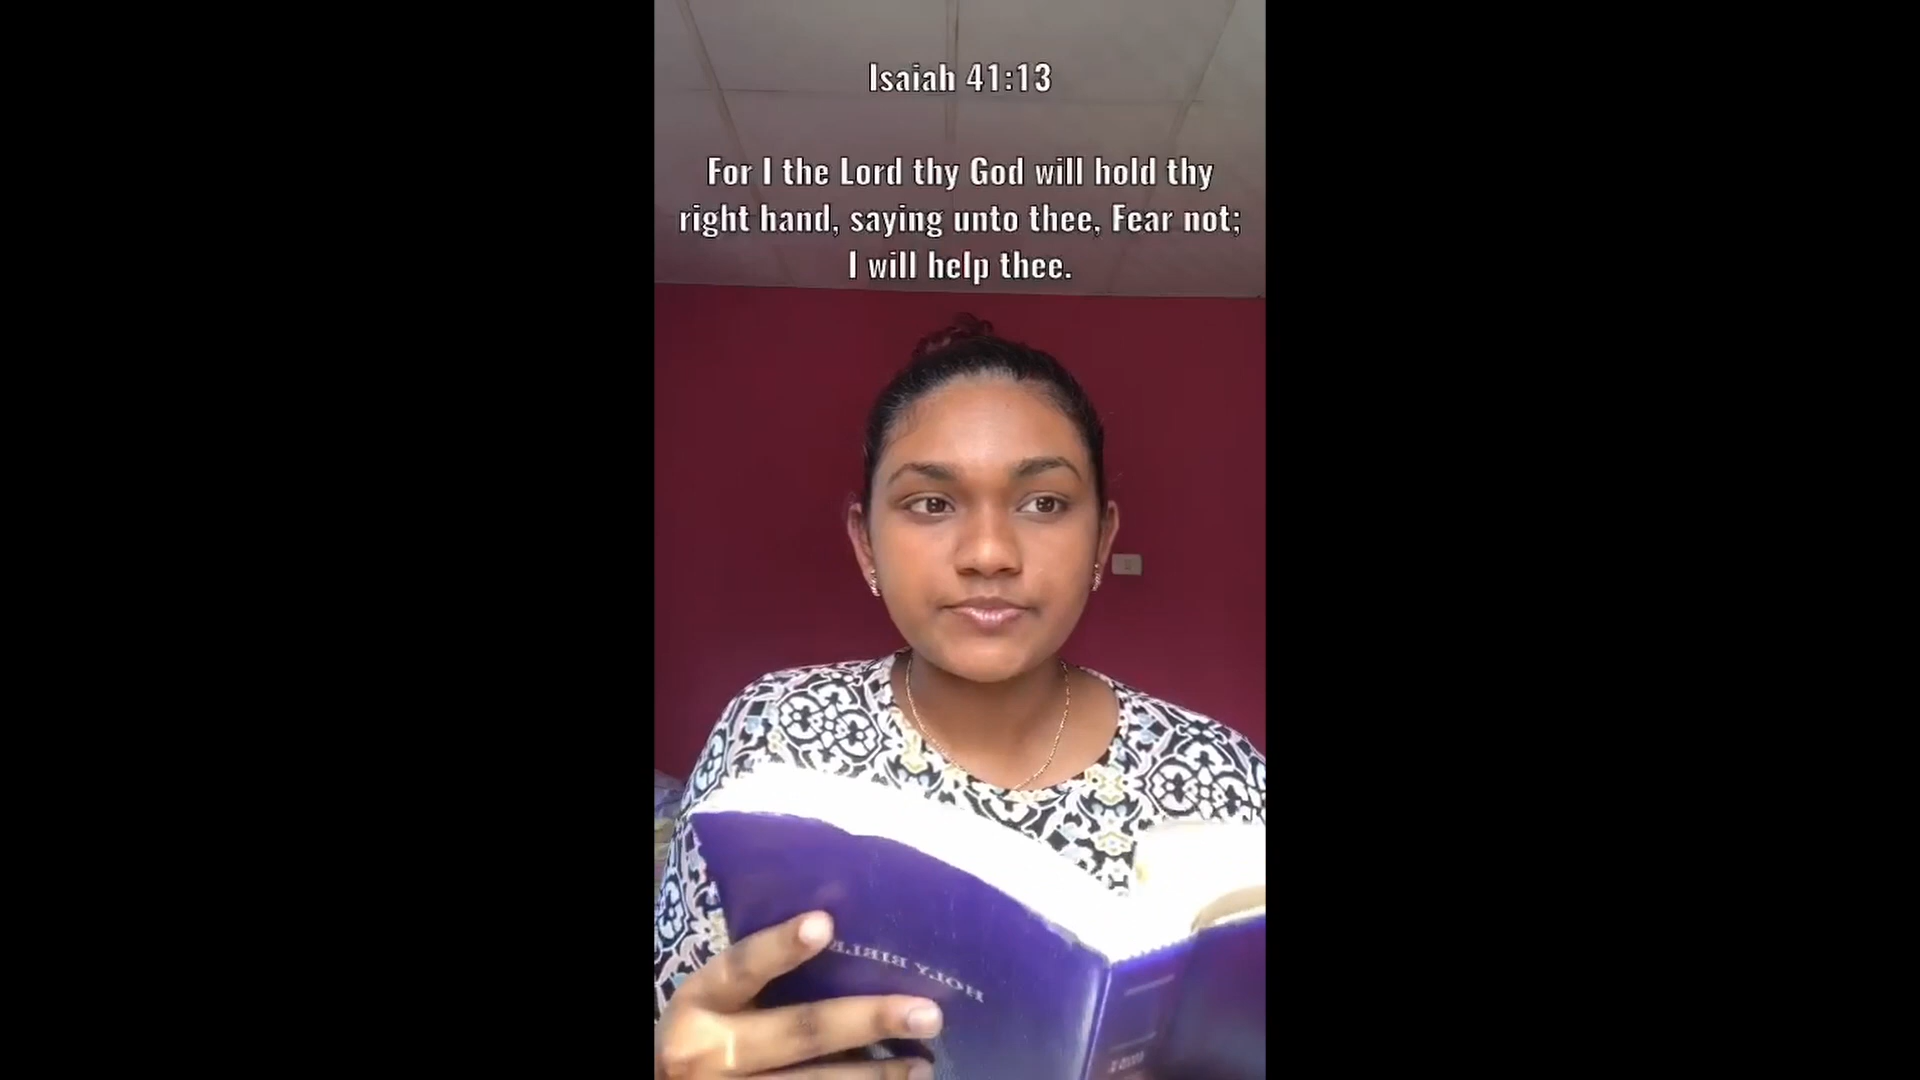 Isaiah 41:13
For I the Lord thy God will hold thy
right hand, saying unto thee, Fear not;
I will help thee.
HOLY BIBLE